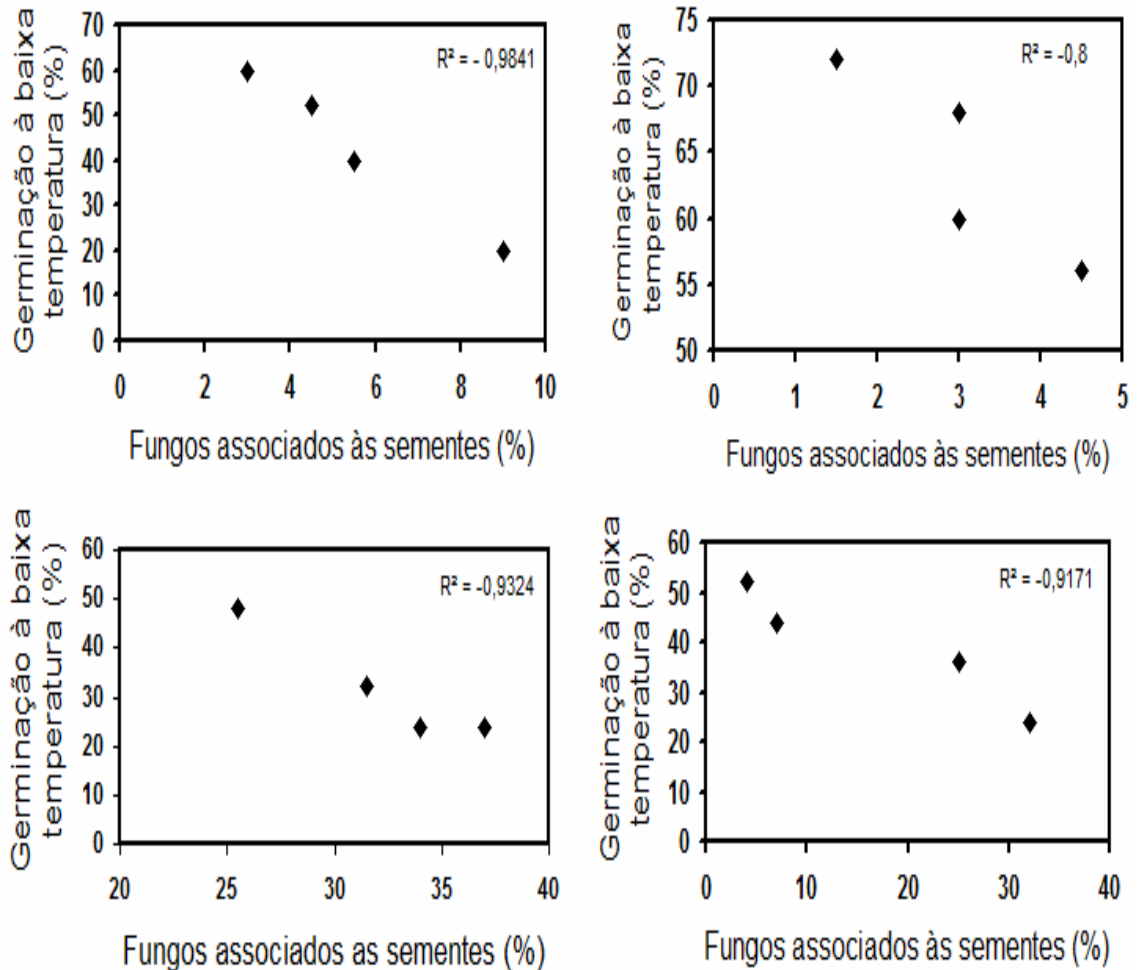 Germinação à baixa
temperatura (%)
70
60
50
40
30
20
10
0
R² = - 0,9841
0 2 4 6 8 10
Fungos associados às sementes (%)
Germinação à baixa
temperatura (%)
75
70
65
60
55
50
R² = -0,8
0 1 2 3 4 5
Fungos associados às sementes (%)
Germinação à baixa
temperatura (%)
60
50
40
30
20
10
0
R² = -0,9324
20 25 30 35 40
Fungos associados as sementes (%)
Germinação à baixa
temperatura (%)
60
50
40
30
20
10
0
R² = -0,9171
0 10 20 30 40
Fungos associados às sementes (%)